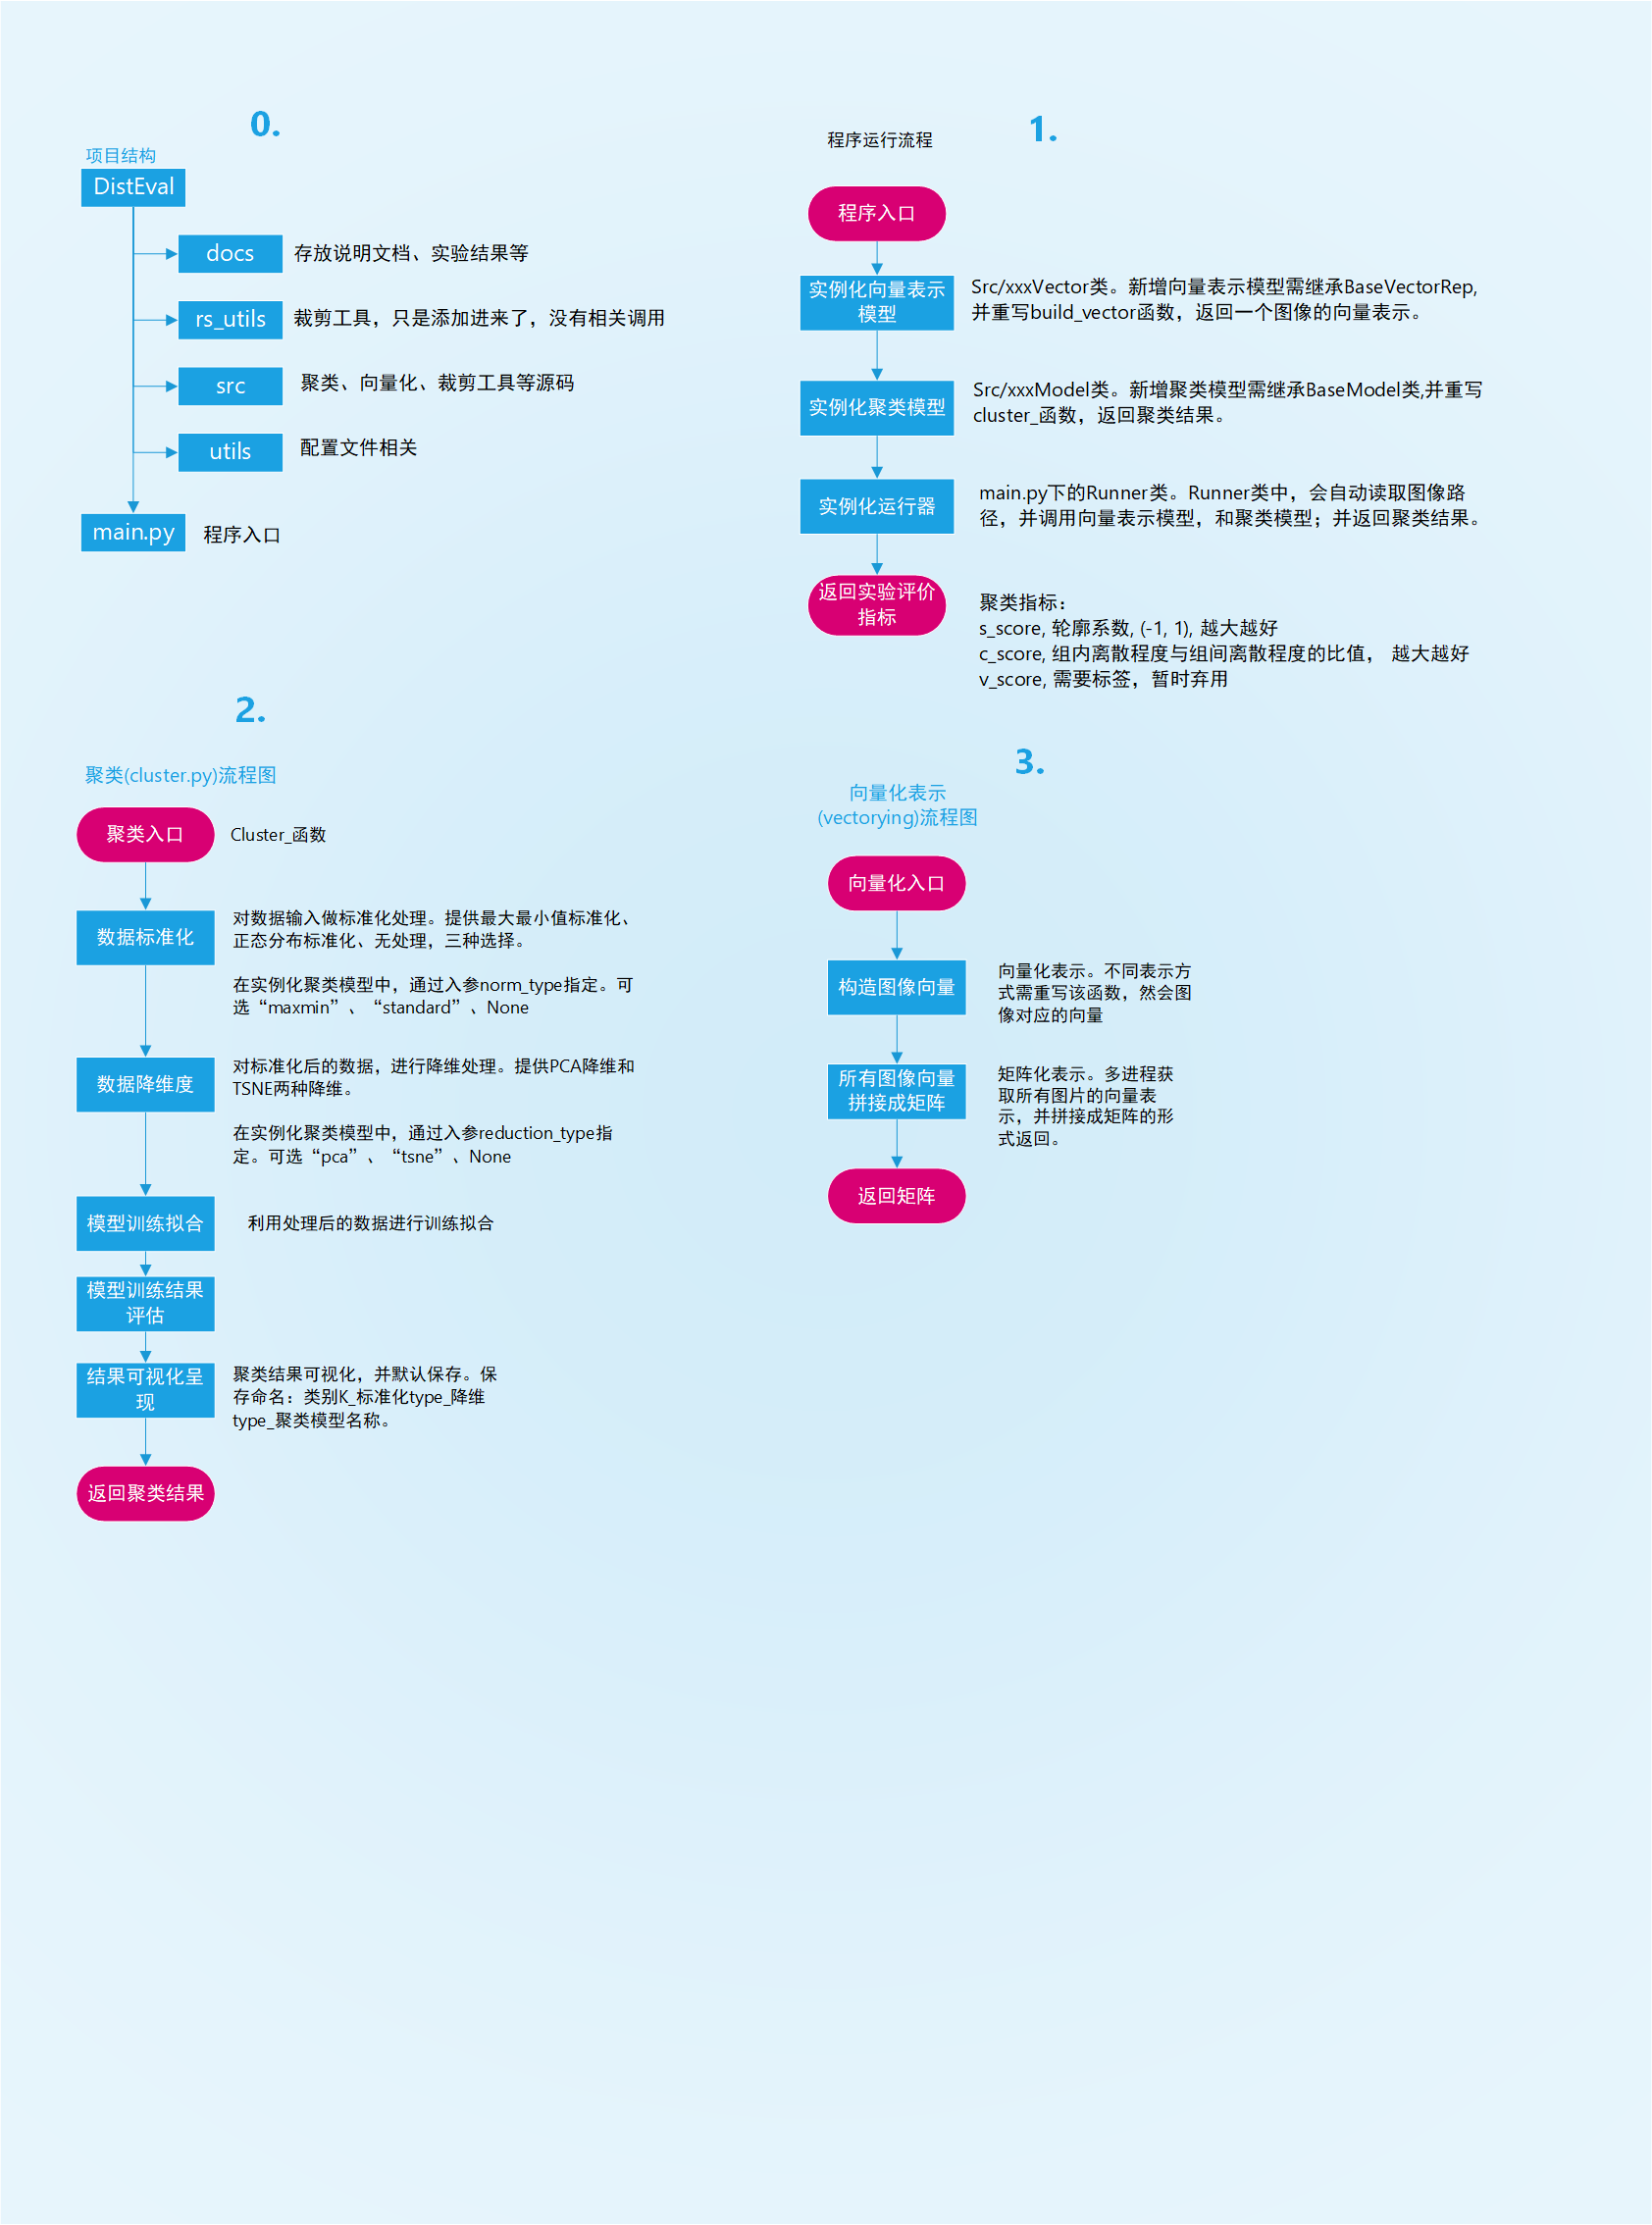 0.
项目结构
DistEval
docs
存放说明文档、实验结果等
rs_utils
裁剪工具，只是添加进来了，没有相关调用
src
聚类、向量化、裁剪工具等源码
utils
配置文件相关
main.py
程序入口
1.
程序运行流程
程序入口
实例化向量表示
模型
Src/xxxVector类。新增向量表示模型需继承BaseVectorRep,
并重写build_vector函数，返回一个图像的向量表示。
实例化聚类模型
Src/xxxModel类。新增聚类模型需继承BaseModel类,并重写
cluster_函数，返回聚类结果。
实例化运行器
main.py下的Runner类。Runner类中，会自动读取图像路
径，并调用向量表示模型，和聚类模型；并返回聚类结果。
返回实验评价
指标
聚类指标：
s_score, 轮廓系数, (-1, 1), 越大越好
c_score, 组内离散程度与组间离散程度的比值， 越大越好
v_score, 需要标签，暂时弃用
2.
聚类(cluster.py)流程图
聚类入口
Cluster_函数
数据标准化
对数据输入做标准化处理。提供最大最小值标准化、
正态分布标准化、无处理，三种选择。
在实例化聚类模型中，通过入参norm_type指定。可
选“maxmin”、“standard”、None
数据降维度
对标准化后的数据，进行降维处理。提供PCA降维和
TSNE两种降维。
在实例化聚类模型中，通过入参reduction_type指
定。可选“pca”、“tsne”、None
模型训练拟合
利用处理后的数据进行训练拟合
模型训练结果
评估
结果可视化呈
现
聚类结果可视化，并默认保存。保
存命名：类别K_标准化type_降维
type_聚类模型名称。
返回聚类结果
3.
向量化表示
(vectorying)流程图
向量化入口
构造图像向量
向量化表示。不同表示方
式需重写该函数，然会图
像对应的向量
所有图像向量
拼接成矩阵
矩阵化表示。多进程获
取所有图片的向量表
示，并拼接成矩阵的形
式返回。
返回矩阵